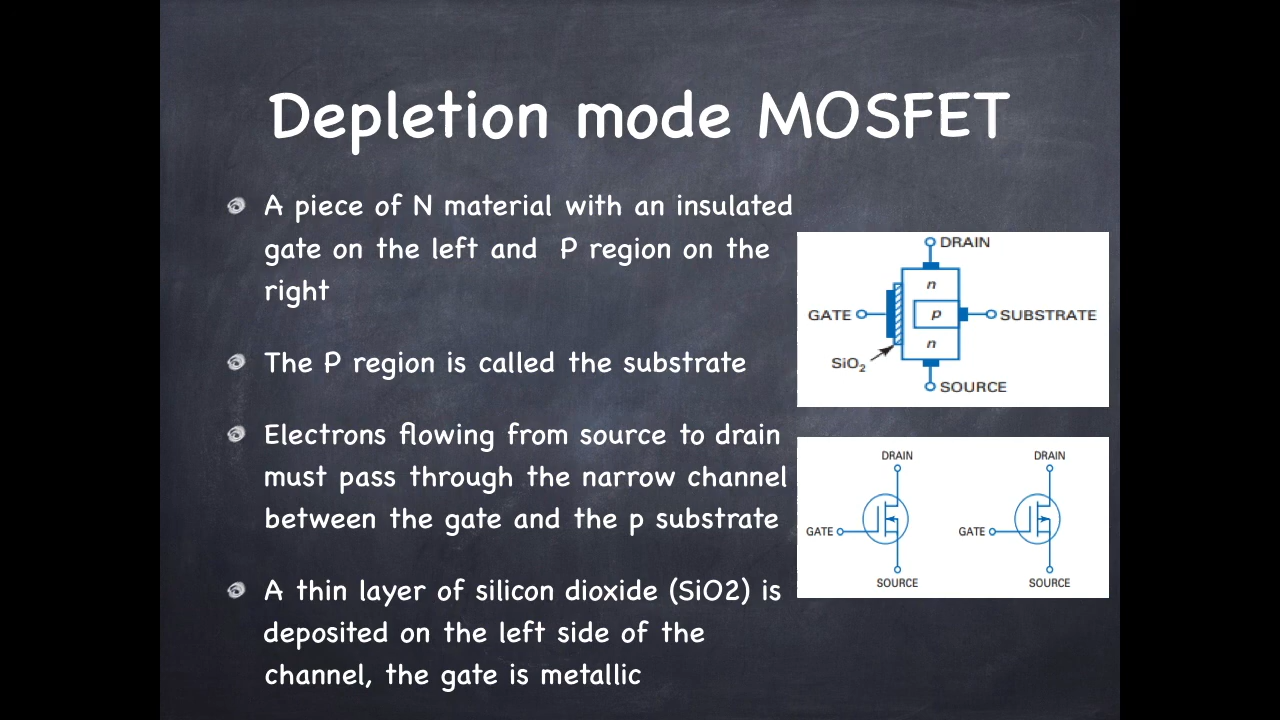 Depletion mode MOSFET
A piece of N material with an insulated
gate on the left and P region on the
right
The P region is called the substrate
Electrons flowing from source to drain
must pass through the narrow channel
between the gate and the p substrate
A thin layer of silicon dioxide (SiO2) is
deposited on the left side of the
channel, the gate is metallic
DRAIN
n
GATE
p
SUBSTRATE
n
SiO₂
SOURCE
DRAIN
GATE
SOURCE
DRAIN
GATE
SOURCE